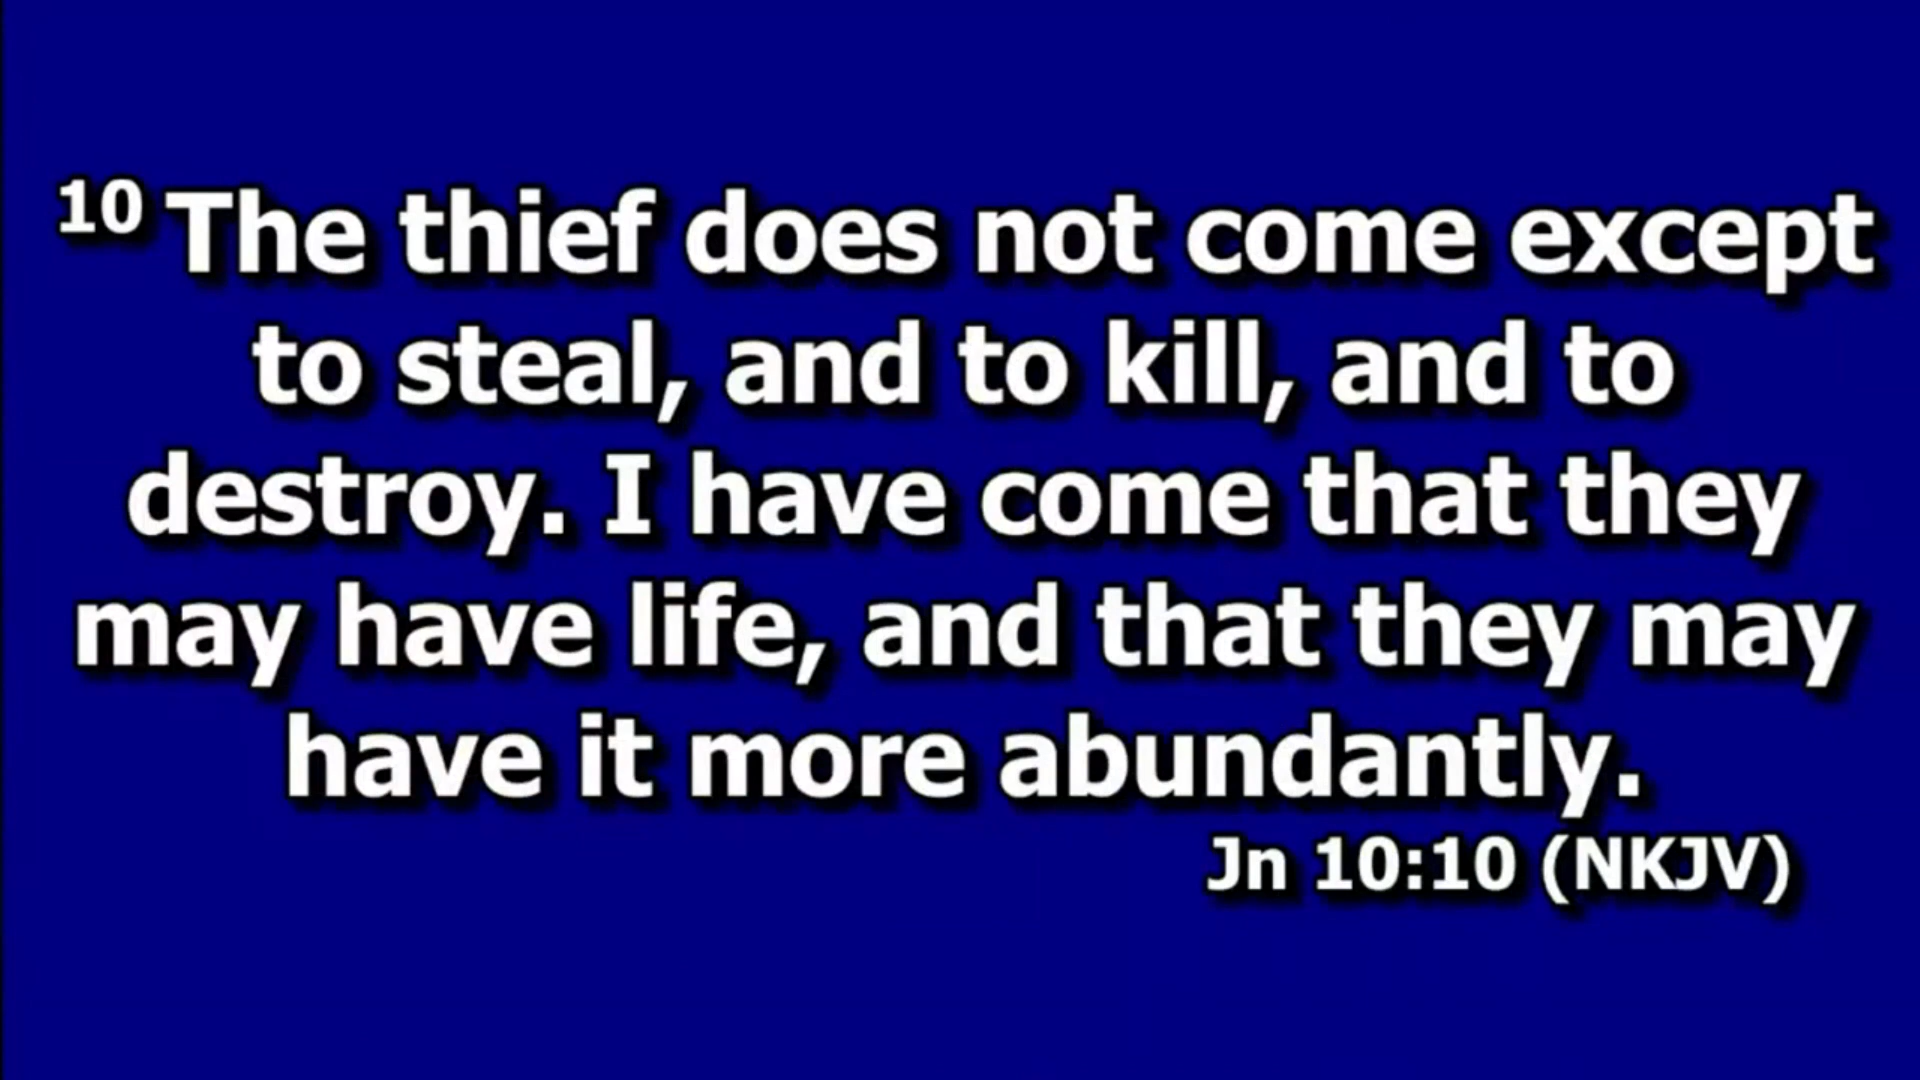 10 The thief does not come except
to steal, and to kill, and to
destroy. I have come that they
may have life, and that they may
have it more abundantly.
Jn 10:10 (NKJV)